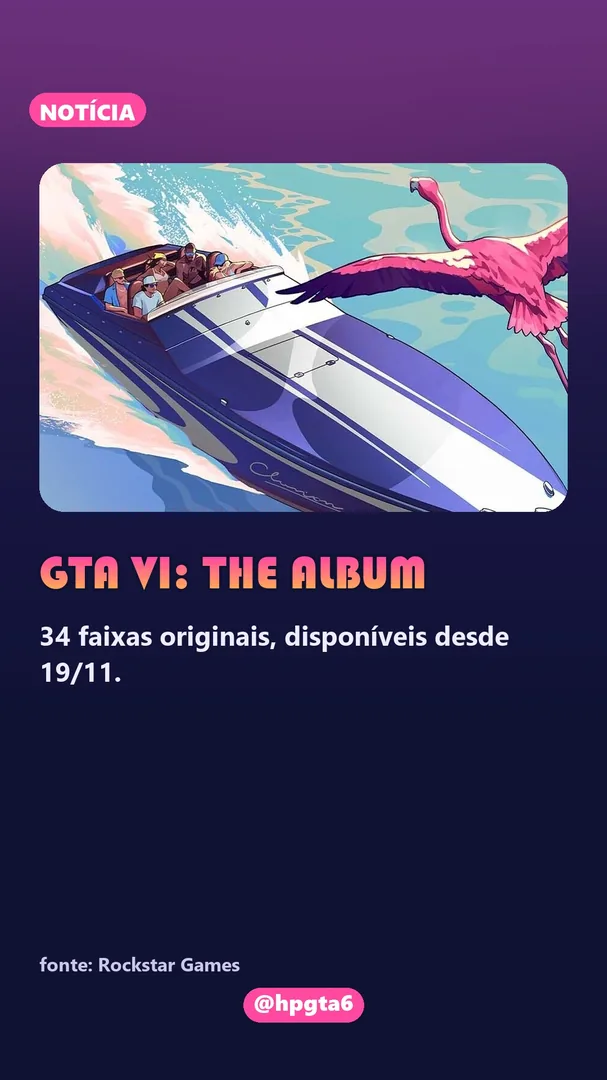 NOTÍCIA
GTA VI: THE ALBUM
34 faixas originais, disponíveis desde
19/11.
fonte: Rockstar Games
@hpgta6